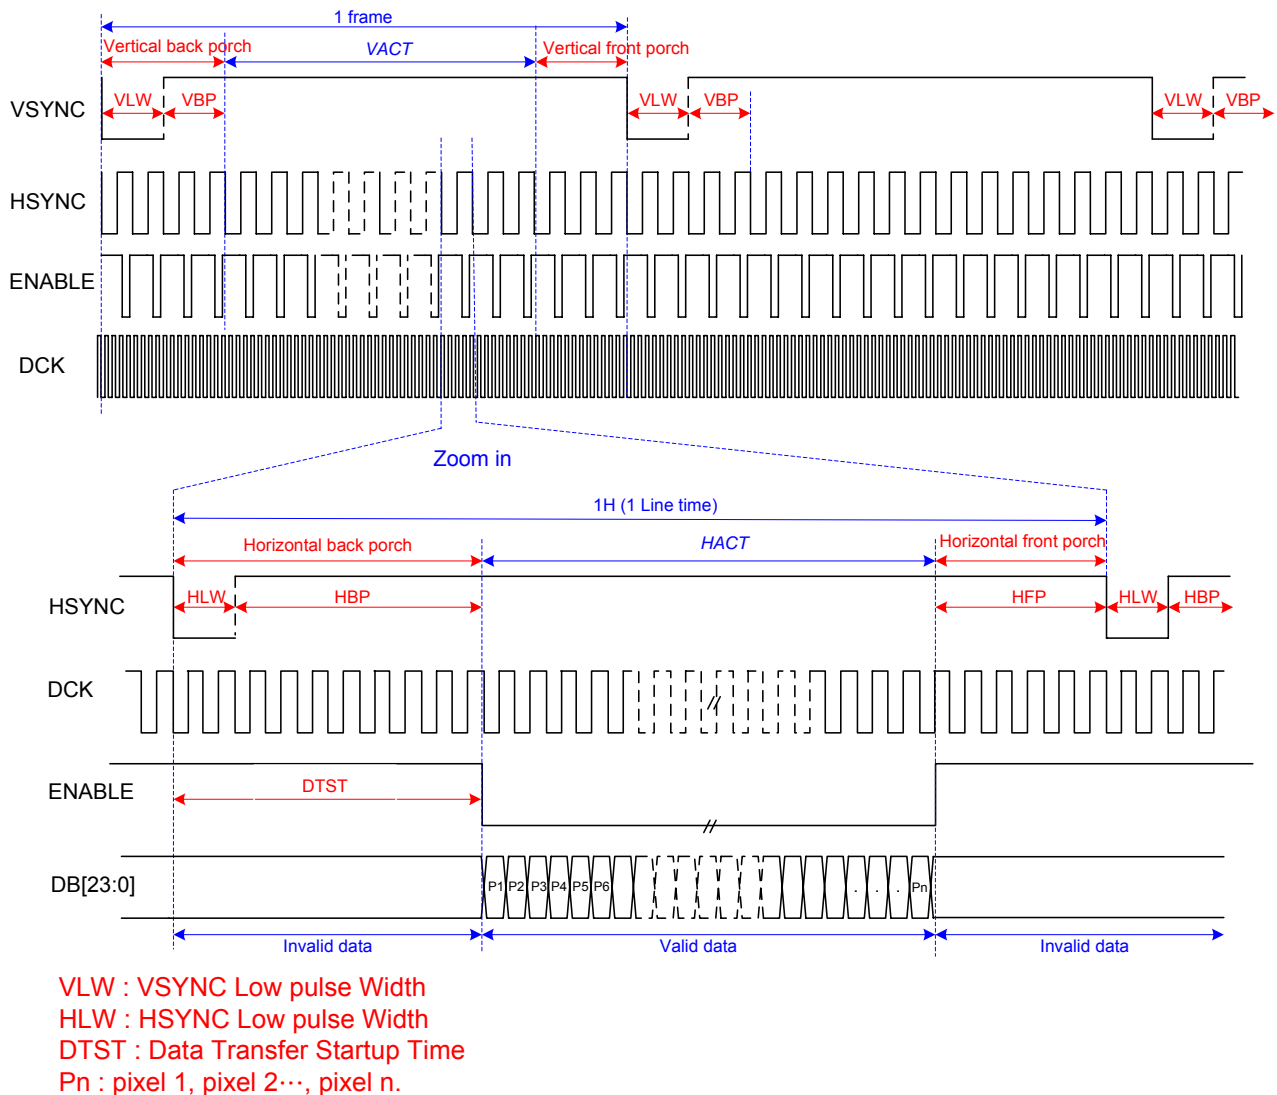 1 frame
Vertical back porch VACT Vertical front porch
VSYNC VLW VBP VLW VBP VLW VBP
HSYNC
ENABLE
DCK
Zoom in
1H (1 Line time)
Horizontal back porch HACT Horizontal front porch
HSYNC HLW HBP HFP HLW HBP
DCK //
ENABLE DTST //
DB[23:0] P1 P2 P3 P4 P5 P6 . . . Pn
Invalid data Valid data Invalid data
VLW : VSYNC Low pulse Width
HLW : HSYNC Low pulse Width
DTST : Data Transfer Startup Time
Pn : pixel 1, pixel 2⋯, pixel n.